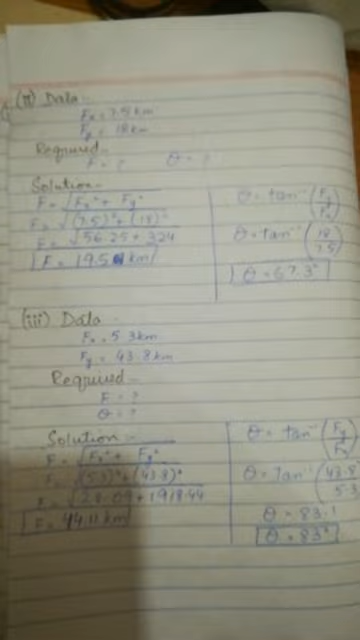 (ii) Data:-
Fx = 7.5 km
Fy = 18 km
Required:-
F = ? θ = ?
Solution:-
F = √Fx² + Fy²
F = √(7.5)² + (18)²
F = √56.25 + 324
F = 19.5 km
θ = tan⁻¹ (Fy/Fx)
θ = tan⁻¹ (18/7.5)
θ = 67.3°
(iii) Data
Fx = 5.3 km
Fy = 43.8 km
Required:-
F = ?
θ = ?
Solution:-
F = √Fx² + Fy²
= √(5.3)² + (43.8)²
= √28.09 + 1918.44
F = 44.11 km
θ = tan⁻¹ (Fy/Fx)
θ = Tan⁻¹ (43.8/5.3)
θ = 83.1
θ = 83°